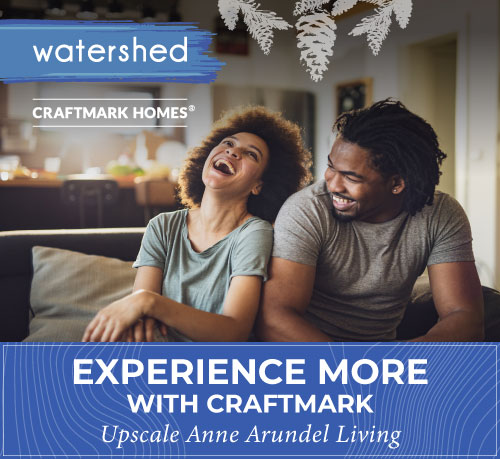 watershed
CRAFTMARK HOMES®
EXPERIENCE MORE
WITH CRAFTMARK
Upscale Anne Arundel Living